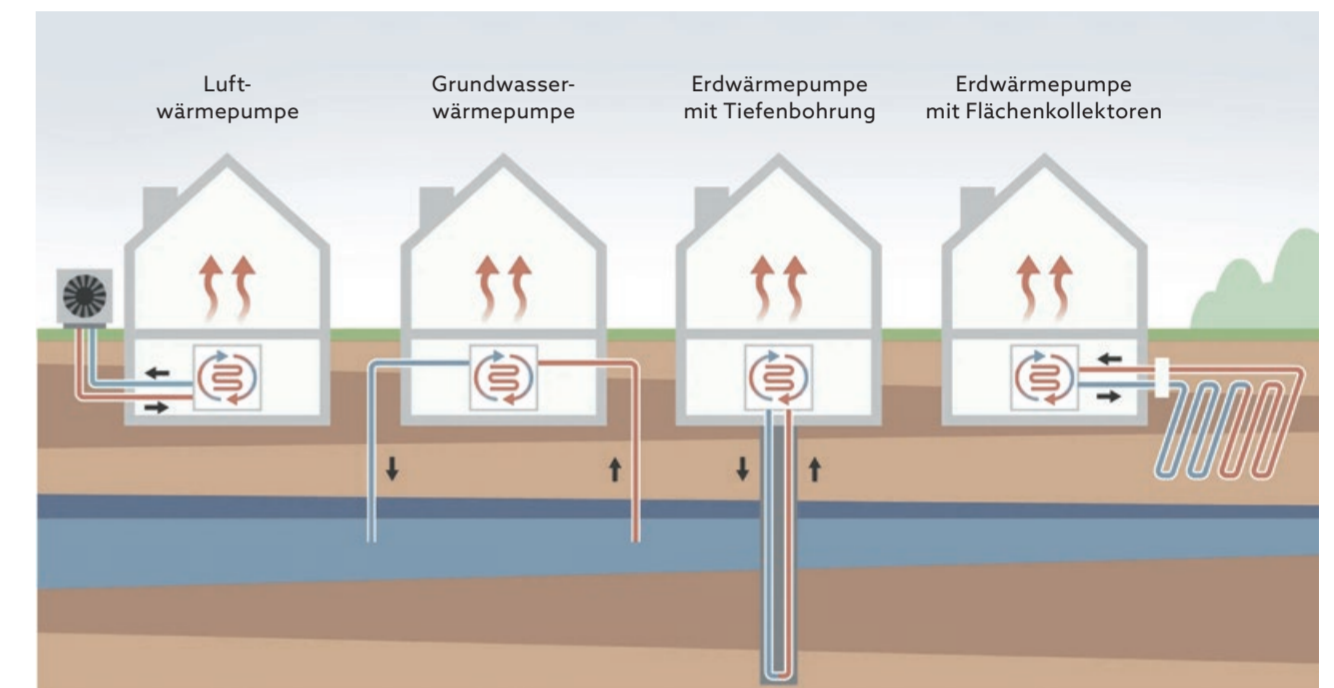 Luft-
wärmepumpe
Grundwasser-
wärmepumpe
Erdwärmepumpe
mit Tiefenbohrung
Erdwärmepumpe
mit Flächenkollektoren